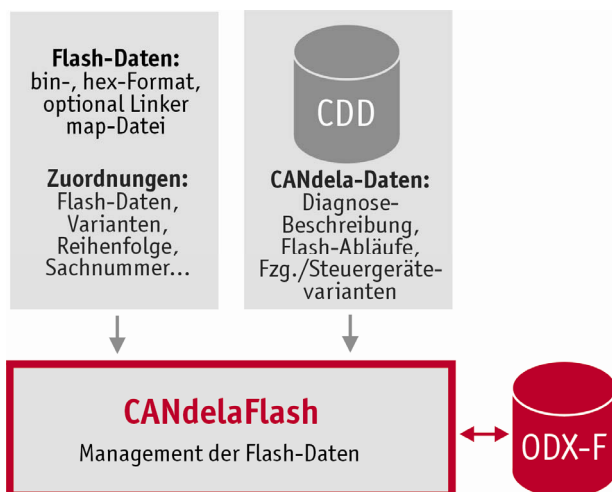 Flash-Daten:
bin-, hex-Format,
optional Linker
map-Datei
Zuordnungen:
Flash-Daten,
Varianten,
Reihenfolge,
Sachnummer...
CDD
CANdela-Daten:
Diagnose-
Beschreibung,
Flash-Abläufe,
Fzg./Steuergeräte-
varianten
CANdelaFlash
Management der Flash-Daten
ODX-F